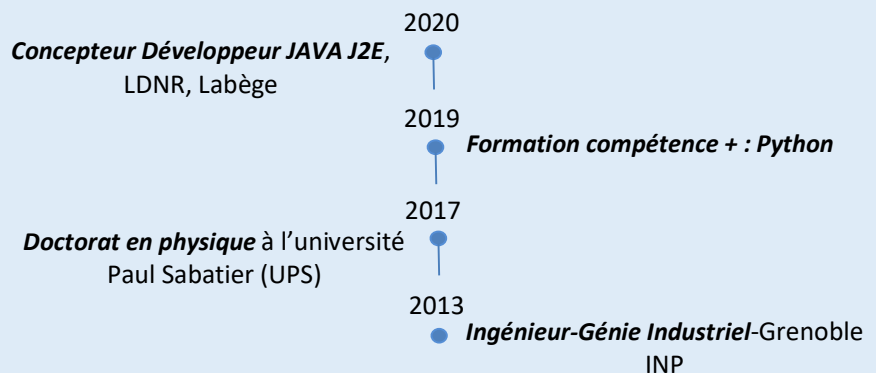 2020
Concepteur Développeur JAVA J2E,
LDNR, Labège
2019
Formation compétence + : Python
2017
Doctorat en physique à l’université
Paul Sabatier (UPS)
2013
Ingénieur-Génie Industriel-Grenoble
INP